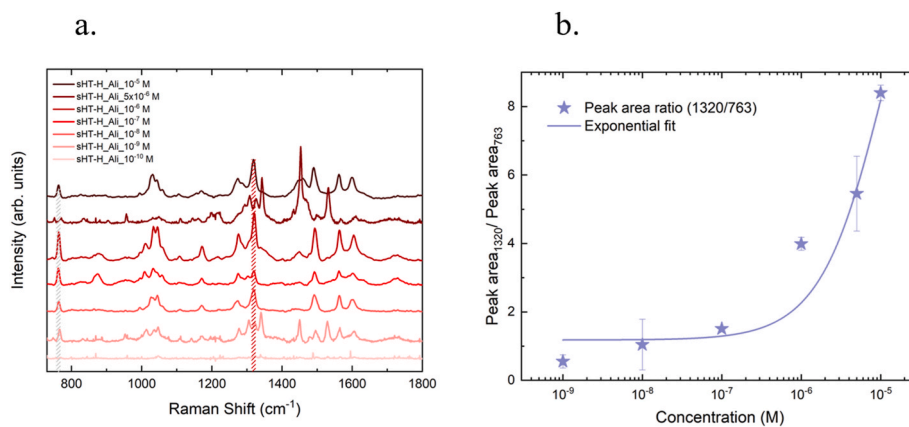 a.
sHT-H_Ali_10⁻⁵ M
sHT-H_Ali_5x10⁻⁶ M
sHT-H_Ali_10⁻⁶ M
sHT-H_Ali_10⁻⁷ M
sHT-H_Ali_10⁻⁸ M
sHT-H_Ali_10⁻⁹ M
sHT-H_Ali_10⁻¹⁰ M
Intensity (arb. units)
800 1000 1200 1400 1600 1800
Raman Shift (cm⁻¹)
b.
Peak area ratio (1320/763)
Exponential fit
Peak area₁₃₂₀/ Peak area₇₆₃
8
6
4
2
0
10⁻⁹ 10⁻⁸ 10⁻⁷ 10⁻⁶ 10⁻⁵
Concentration (M)